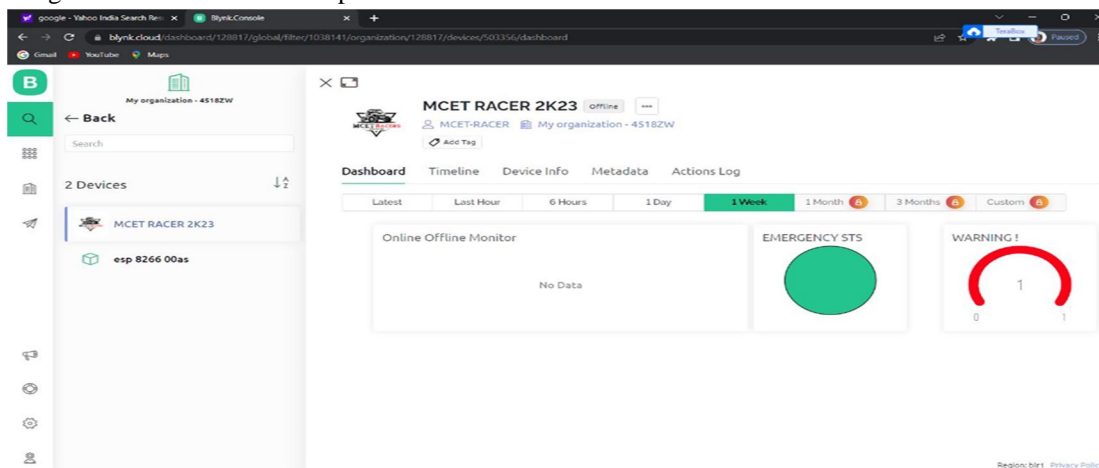 google - Yahoo India Search Res
Blynk.Console
blynk.cloud/dashboard/128817/global/filter/1038141/organization/128817/devices/503356/dashboard
TeraBox
Paused
Gmail
YouTube
Maps
B
My organization - 4518ZW
Back
Search
2 Devices
MCET RACER 2K23
esp 8266 00as
MCET RACER 2K23
Offline
MCET-RACER
My organization - 4518ZW
Add Tag
Dashboard Timeline Device Info Metadata Actions Log
Latest Last Hour 6 Hours 1 Day 1 Week 1 Month 3 Months Custom
Online Offline Monitor
No Data
EMERGENCY STS
WARNING !
1
0 1
Region: blr1 Privacy Polic